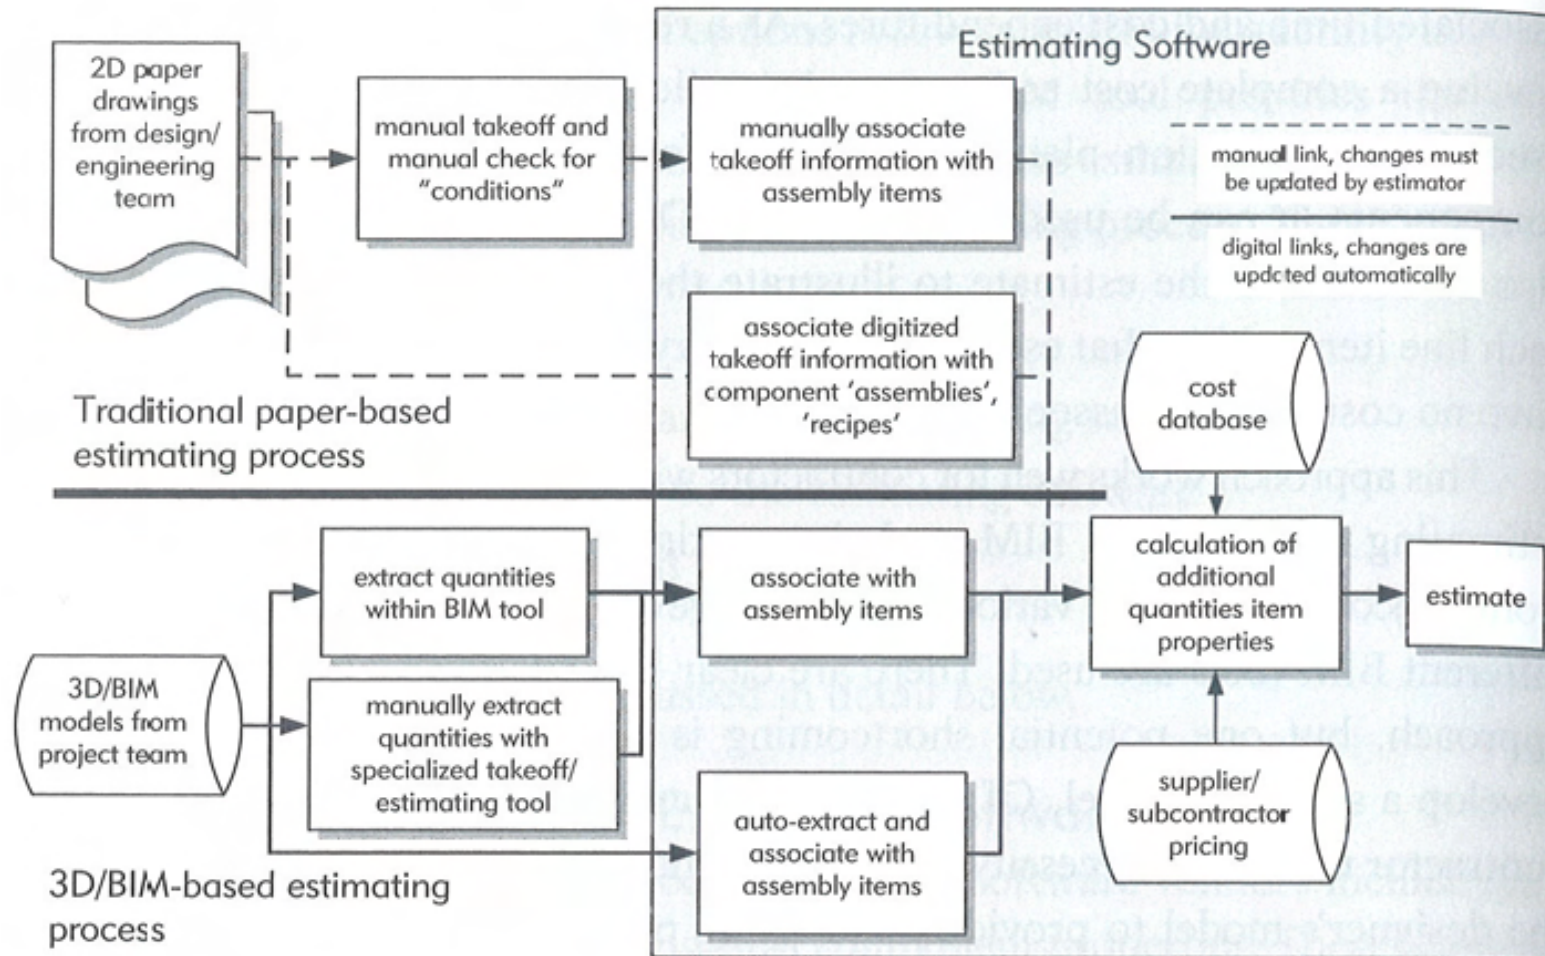 Estimating Software
2D paper
drawings
from design/
engineering
team
manual takeoff and
manual check for
"conditions"
manually associate
takeoff information with
assembly items
manual link, changes must
be updated by estimator
digital links, changes are
updated automatically
associate digitized
takeoff information with
component 'assemblies',
'recipes'
cost
database
Traditional paper-based
estimating process
extract quantities
within BIM tool
associate with
assembly items
calculation of
additional
quantities item
properties
estimate
3D/BIM
models from
project team
manually extract
quantities with
specialized takeoff/
estimating tool
auto-extract and
associate with
assembly items
supplier/
subcontractor
pricing
3D/BIM-based estimating
process